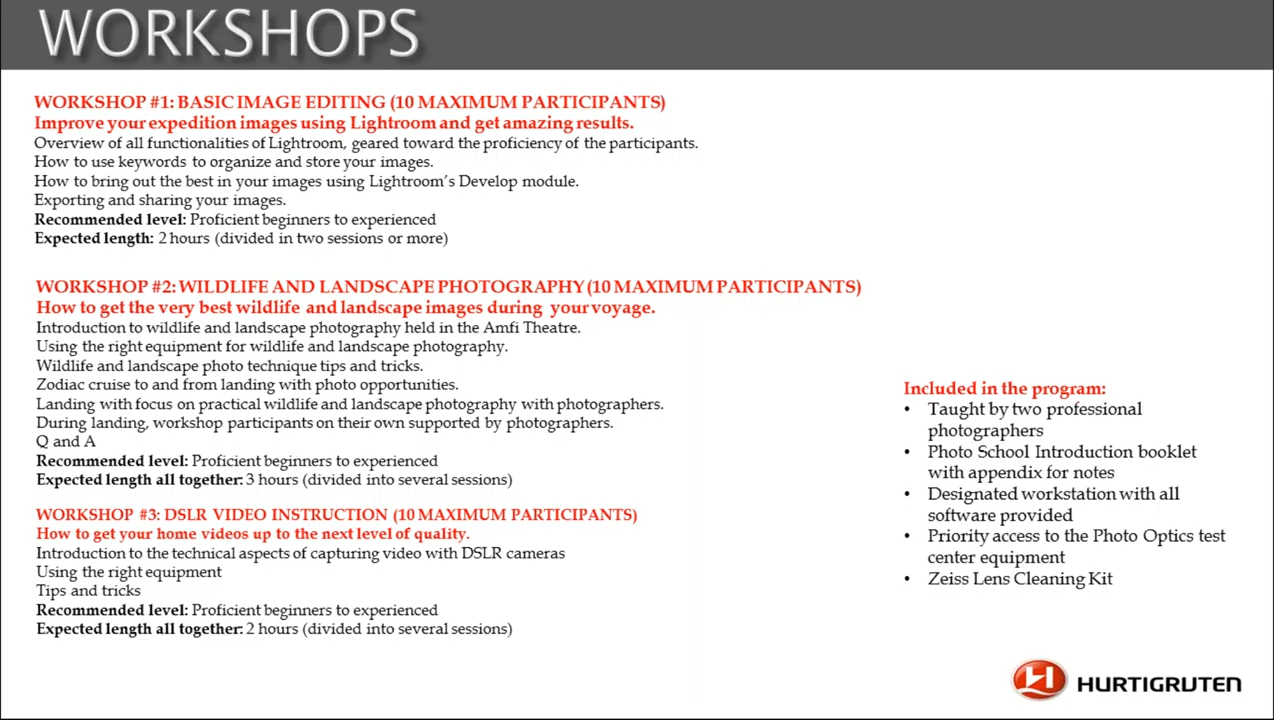 WORKSHOPS
WORKSHOP #1: BASIC IMAGE EDITING (10 MAXIMUM PARTICIPANTS)
Improve your expedition images using Lightroom and get amazing results.
Overview of all functionalities of Lightroom, geared toward the proficiency of the participants.
How to use keywords to organize and store your images.
How to bring out the best in your images using Lightroom's Develop module.
Exporting and sharing your images.
Recommended level: Proficient beginners to experienced
Expected length: 2 hours (divided in two sessions or more)
WORKSHOP #2: WILDLIFE AND LANDSCAPE PHOTOGRAPHY (10 MAXIMUM PARTICIPANTS)
How to get the very best wildlife and landscape images during your voyage.
Introduction to wildlife and landscape photography held in the Amfi Theatre.
Using the right equipment for wildlife and landscape photography.
Wildlife and landscape photo technique tips and tricks.
Zodiac cruise to and from landing with photo opportunities.
Landing with focus on practical wildlife and landscape photography with photographers.
During landing, workshop participants on their own supported by photographers.
Q and A
Recommended level: Proficient beginners to experienced
Expected length all together: 3 hours (divided into several sessions)
WORKSHOP #3: DSLR VIDEO INSTRUCTION (10 MAXIMUM PARTICIPANTS)
How to get your home videos up to the next level of quality.
Introduction to the technical aspects of capturing video with DSLR cameras
Using the right equipment
Tips and tricks
Recommended level: Proficient beginners to experienced
Expected length all together: 2 hours (divided into several sessions)
Included in the program:
• Taught by two professional
photographers
• Photo School Introduction booklet
with appendix for notes
• Designated workstation with all
software provided
• Priority access to the Photo Optics test
center equipment
• Zeiss Lens Cleaning Kit
HURTIGRUTEN